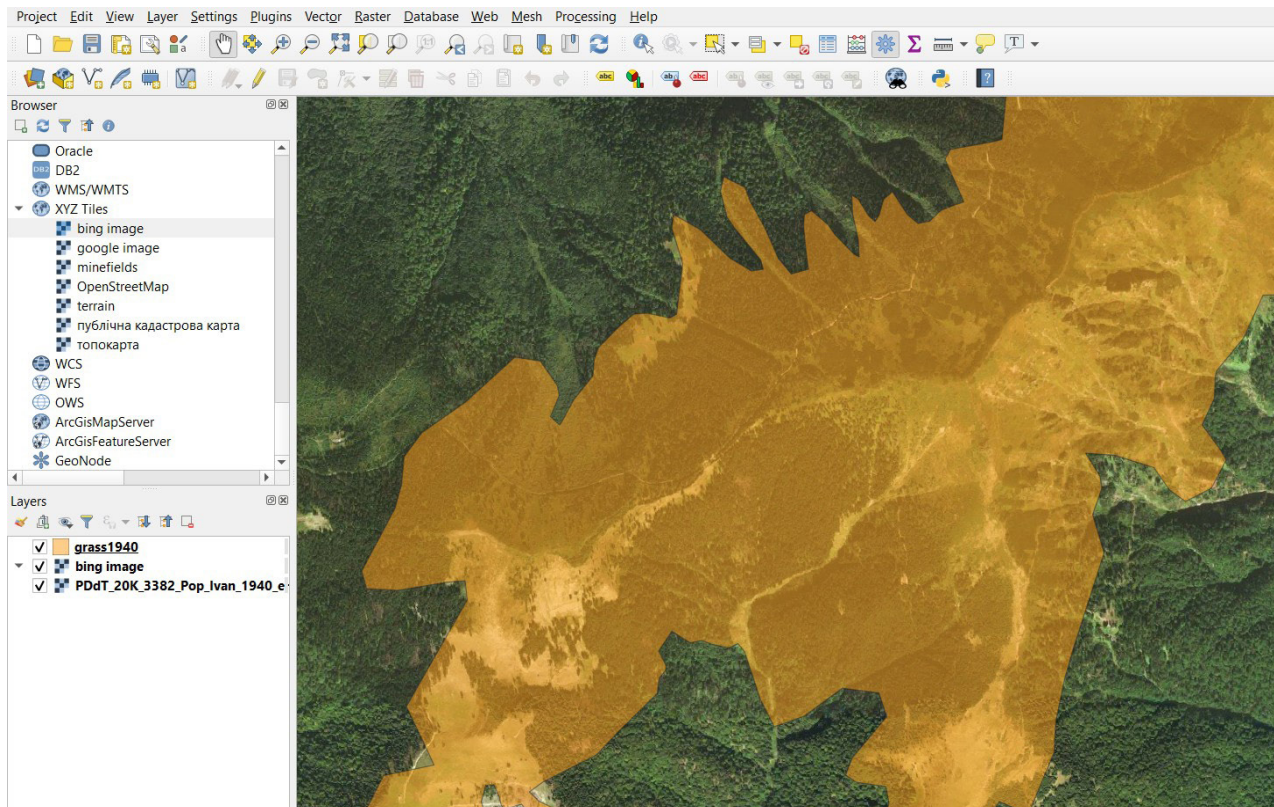 Project Edit View Layer Settings Plugins Vector Raster Database Web Mesh Processing Help
Browser
Oracle
DB2
WMS/WMTS
XYZ Tiles
bing image
google image
minefields
OpenStreetMap
terrain
публічна кадастрова карта
топокарта
WCS
WFS
OWS
ArcGisMapServer
ArcGisFeatureServer
GeoNode
Layers
grass1940
bing image
PDdT_20K_3382_Pop_Ivan_1940_e